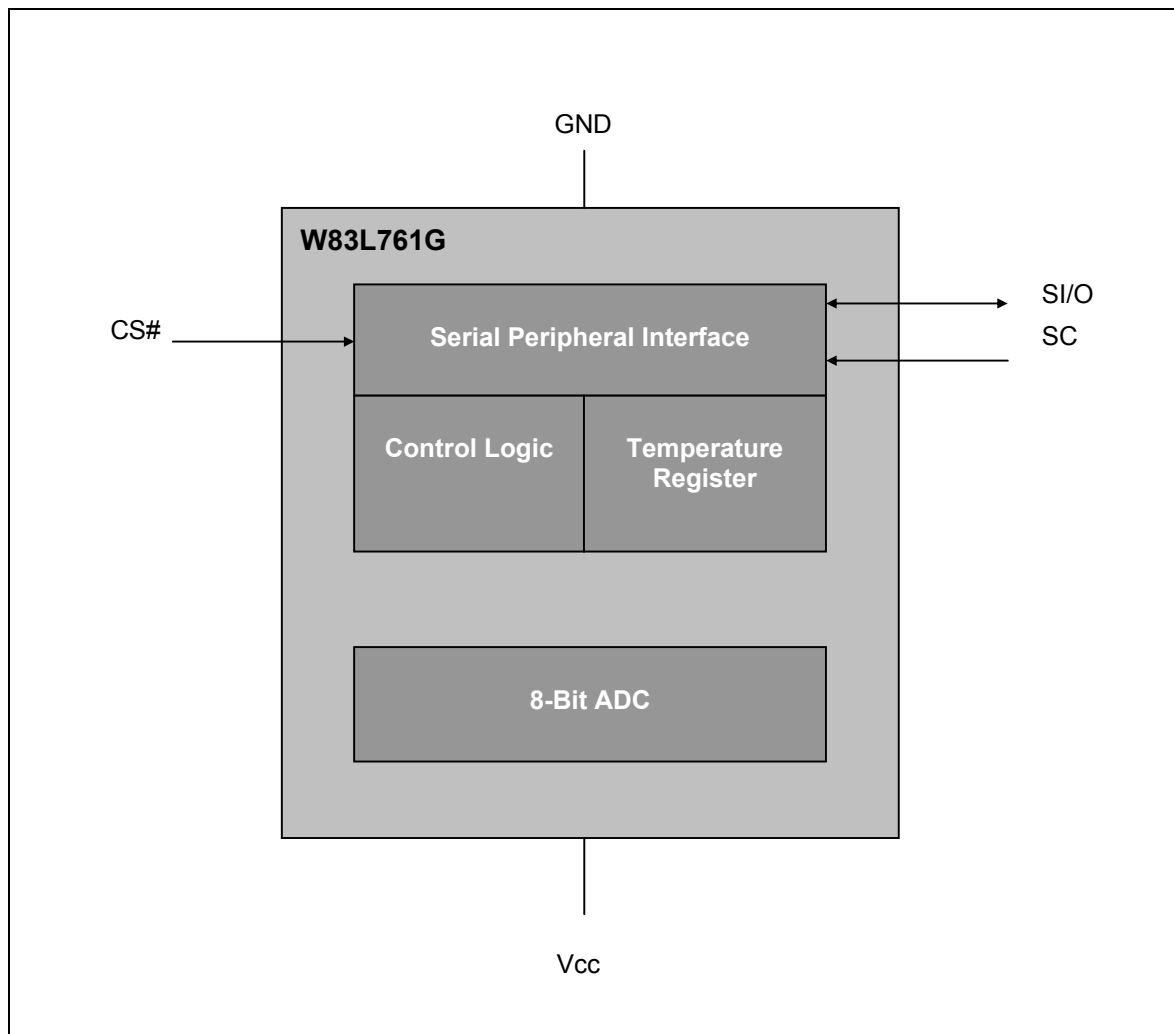 GND
W83L761G
SI/O
CS#
Serial Peripheral Interface
SC
Control Logic
Temperature
Register
8-Bit ADC
Vcc